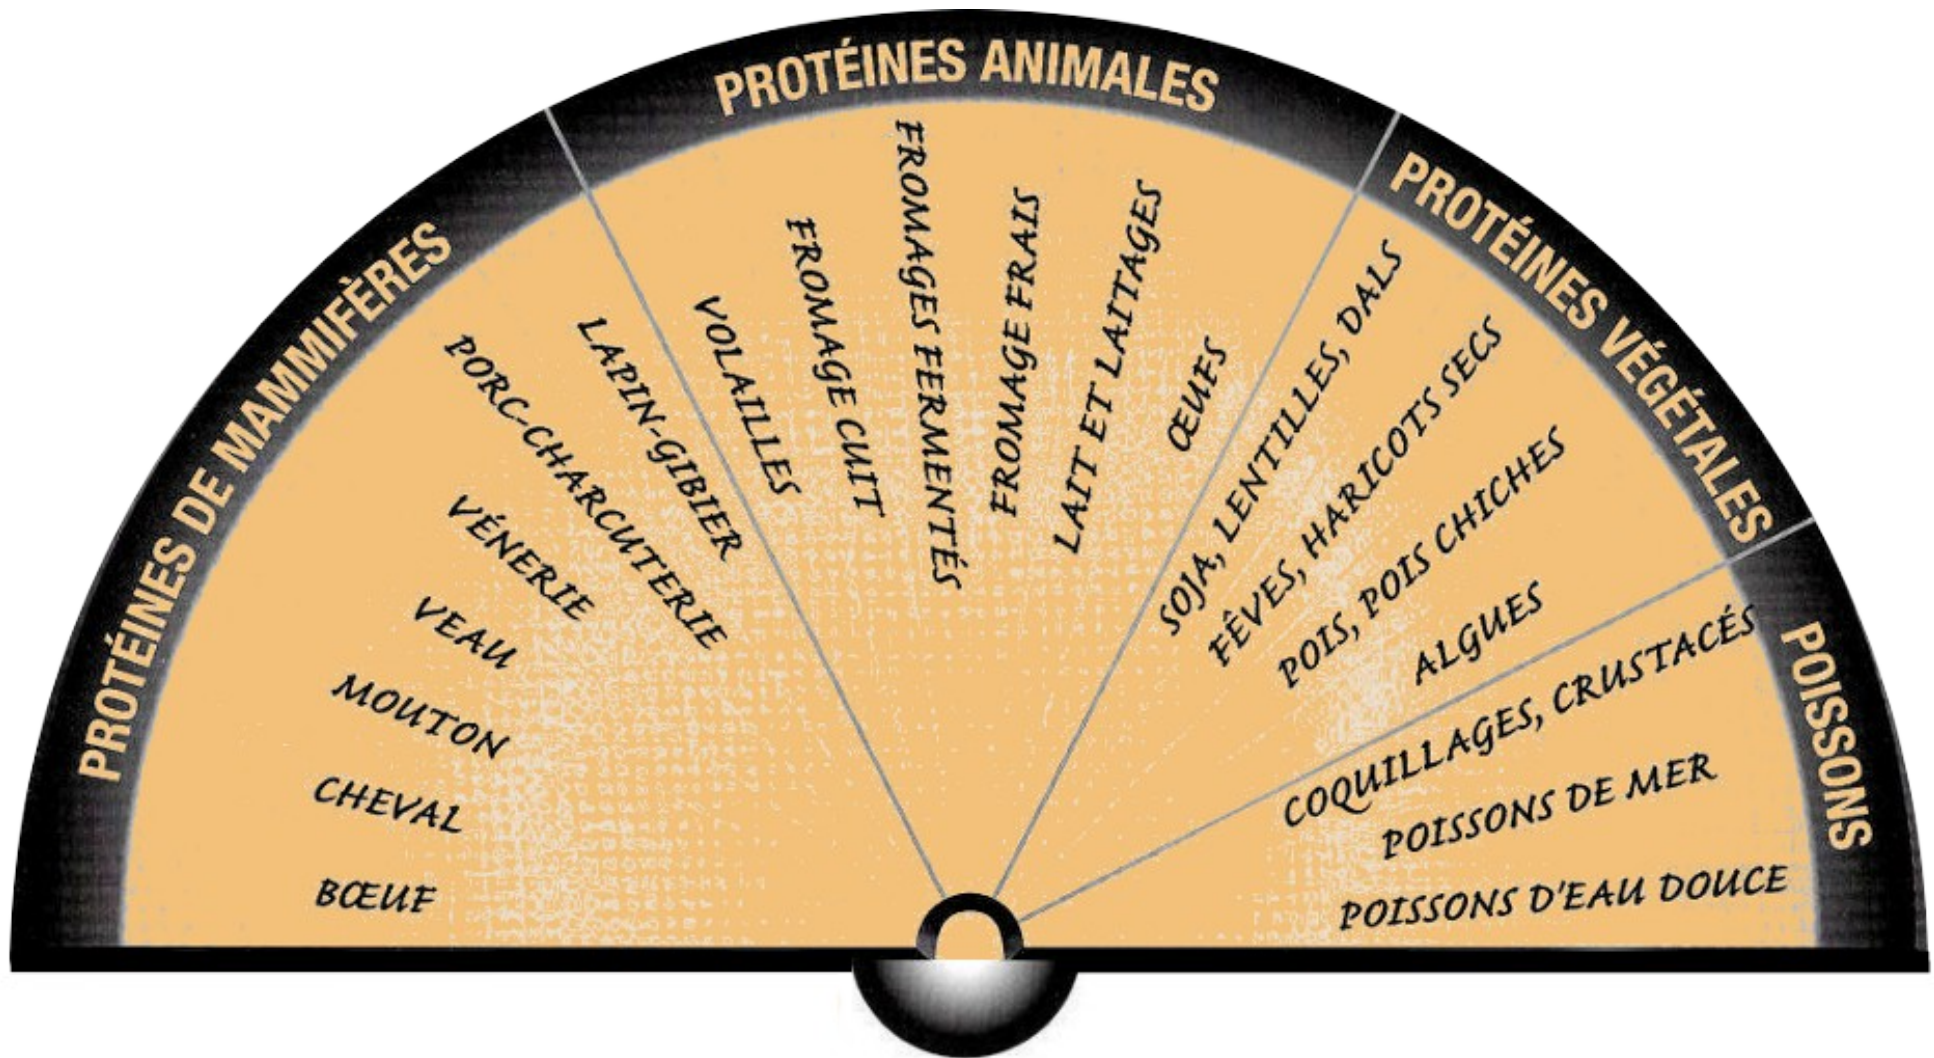 PROTÉINES DE MAMMIFÈRES
BŒUF
CHEVAL
MOUTON
VEAU
VÉNERIE
PORC-CHARCUTERIE
LAPIN-GIBIER
PROTÉINES ANIMALES
VOLAILLES
FROMAGE CUIT
FROMAGES FERMENTÉS
FROMAGE FRAIS
LAIT ET LAITAGES
ŒUFS
PROTÉINES VÉGÉTALES
SOJA, LENTILLES, DALS
FÊVES, HARICOTS SECS
POIS, POIS CHICHES
ALGUES
POISSONS
COQUILLAGES, CRUSTACÉS
POISSONS DE MER
POISSONS D'EAU DOUCE